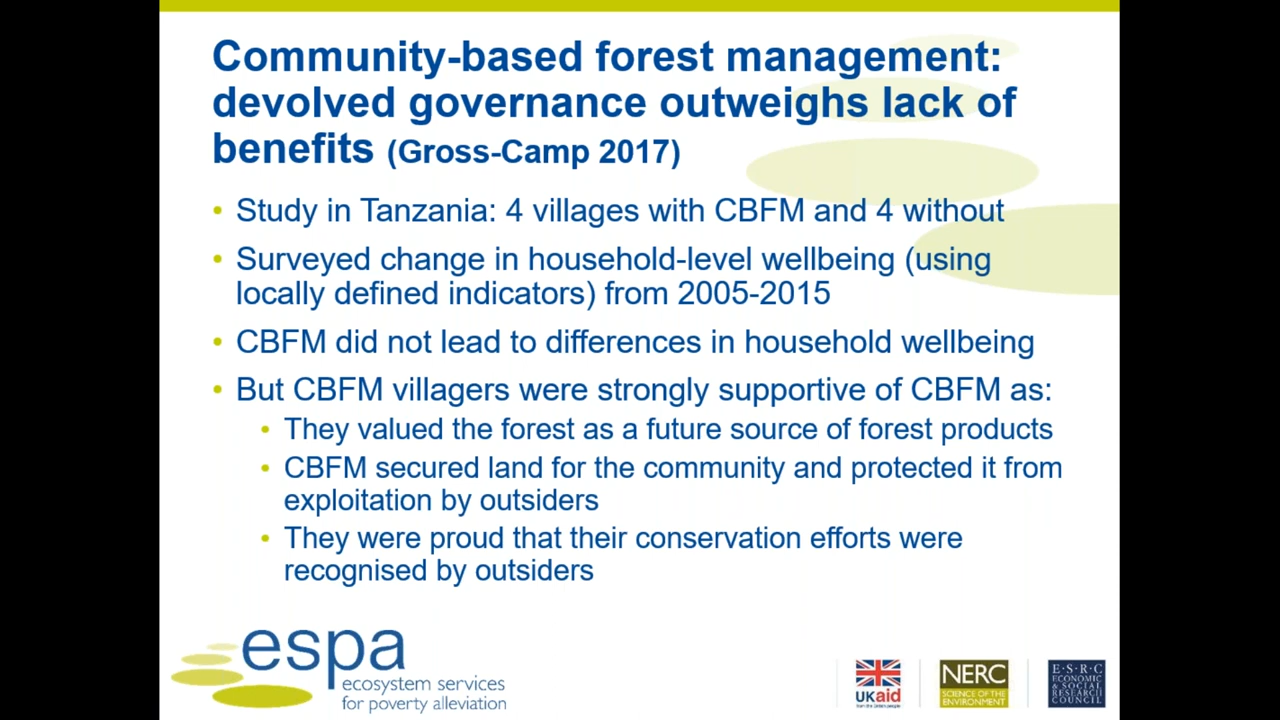 Community-based forest management:
devolved governance outweighs lack of
benefits (Gross-Camp 2017)
• Study in Tanzania: 4 villages with CBFM and 4 without
• Surveyed change in household-level wellbeing (using
locally defined indicators) from 2005-2015
• CBFM did not lead to differences in household wellbeing
• But CBFM villagers were strongly supportive of CBFM as:
• They valued the forest as a future source of forest products
• CBFM secured land for the community and protected it from
exploitation by outsiders
• They were proud that their conservation efforts were
recognised by outsiders
espa
ecosystem services
for poverty alleviation
UKaid
from the British people
NERC
SCIENCE OF THE
ENVIRONMENT
E·S·R·C
ECONOMIC
& SOCIAL
RESEARCH
COUNCIL